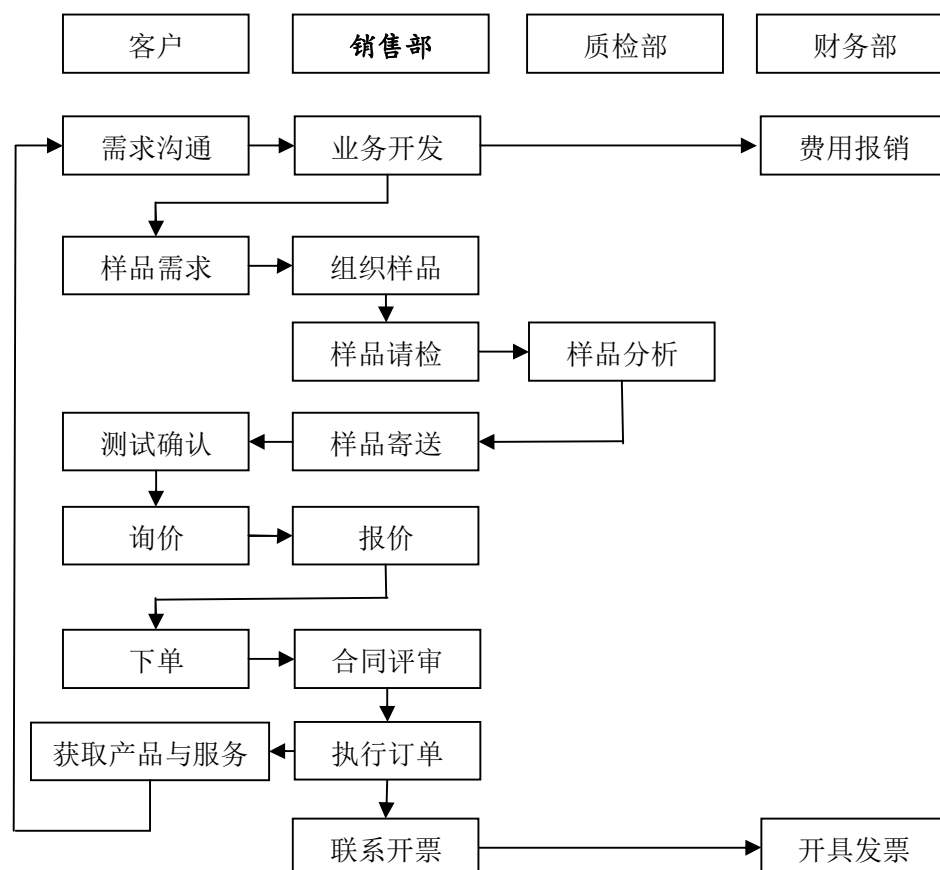 客户
销售部
质检部
财务部
需求沟通
业务开发
费用报销
样品需求
组织样品
样品请检
样品分析
测试确认
样品寄送
询价
报价
下单
合同评审
获取产品与服务
执行订单
联系开票
开具发票